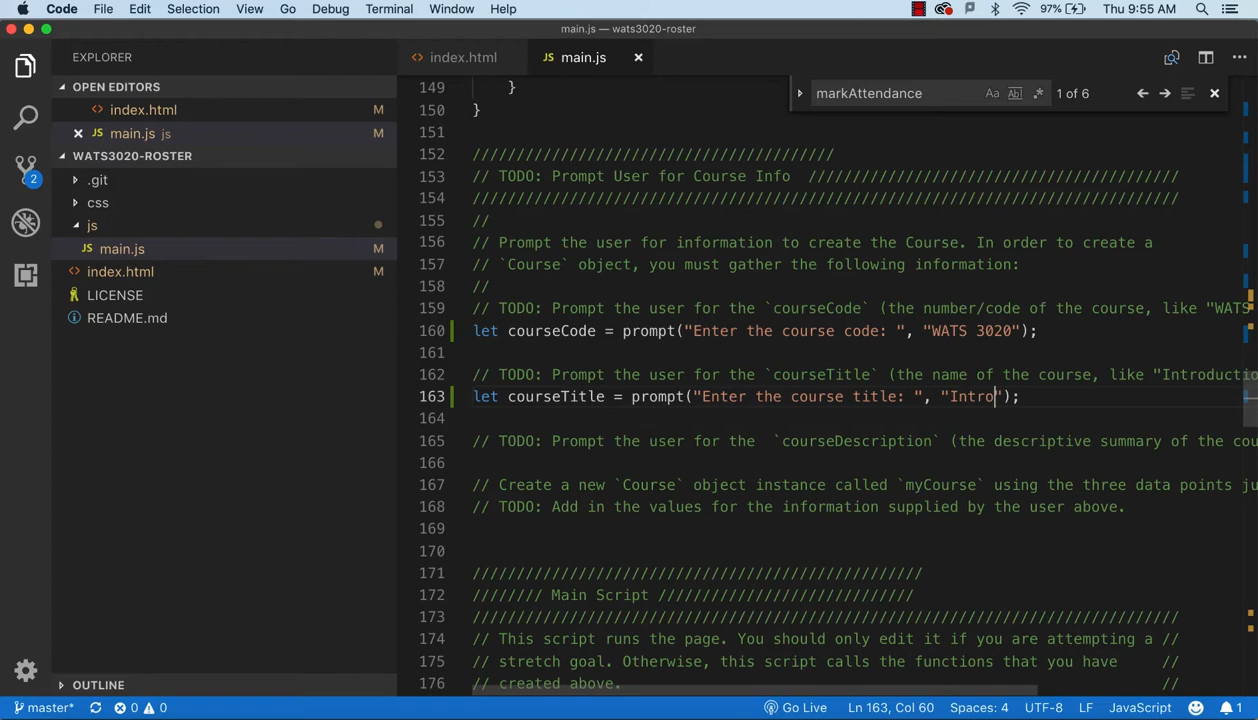 Code File Edit Selection View Go Debug Terminal Window Help 97% Thu 9:55 AM
main.js — wats3020-roster
EXPLORER
index.html
JS main.js
OPEN EDITORS
index.html M
JS main.js js M
WATS3020-ROSTER
.git
css
js
JS main.js M
index.html M
LICENSE
README.md
2
markAttendance Aa Abl .* 1 of 6
149 }
150 }
151
152 /////////////////////////////////////////
153 // TODO: Prompt User for Course Info //////////////////////////////////////////
154 ////////////////////////////////////////////////////////////////////////////////
155 //
156 // Prompt the user for information to create the Course. In order to create a
157 // `Course` object, you must gather the following information:
158 //
159 // TODO: Prompt the user for the `courseCode` (the number/code of the course, like "WATS
160 let courseCode = prompt("Enter the course code: ", "WATS 3020");
161
162 // TODO: Prompt the user for the `courseTitle` (the name of the course, like "Introductio
163 let courseTitle = prompt("Enter the course title: ", "Intro");
164
165 // TODO: Prompt the user for the  `courseDescription` (the descriptive summary of the cou
166
167 // Create a new `Course` object instance called `myCourse` using the three data points ju
168 // TODO: Add in the values for the information supplied by the user above.
169
170
171 ///////////////////////////////////////////////////
172 //////// Main Script /////////////////////////////
173 ////////////////////////////////////////////////////////////////////////////////
174 // This script runs the page. You should only edit it if you are attempting a //
175 // stretch goal. Otherwise, this script calls the functions that you have //
176 // created above. //
OUTLINE
master* 0 0 Go Live Ln 163, Col 60 Spaces: 4 UTF-8 LF JavaScript 1